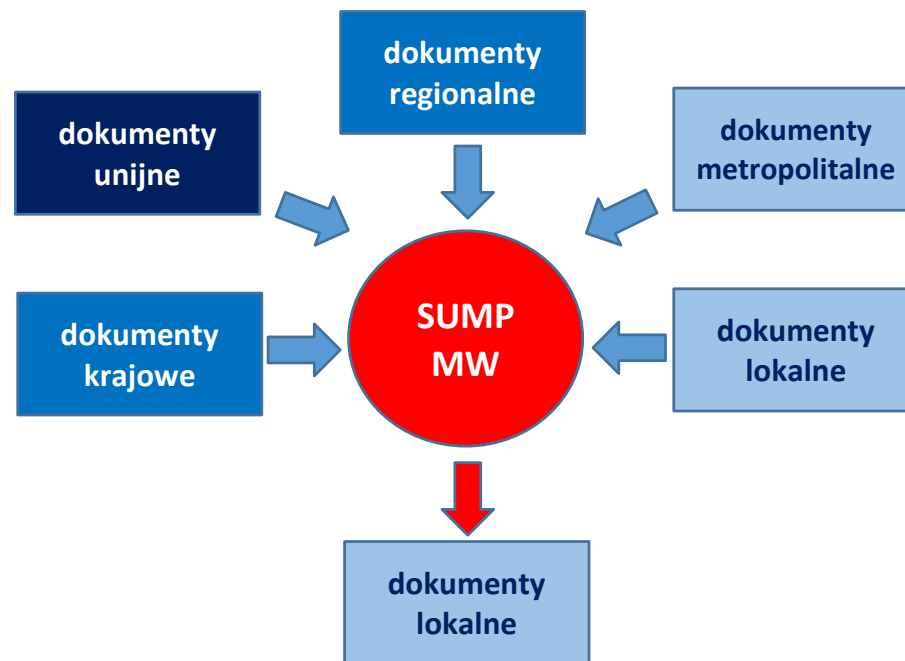 dokumenty
regionalne
dokumenty
unijne
dokumenty
metropolitalne
SUMP
MW
dokumenty
krajowe
dokumenty
lokalne
dokumenty
lokalne